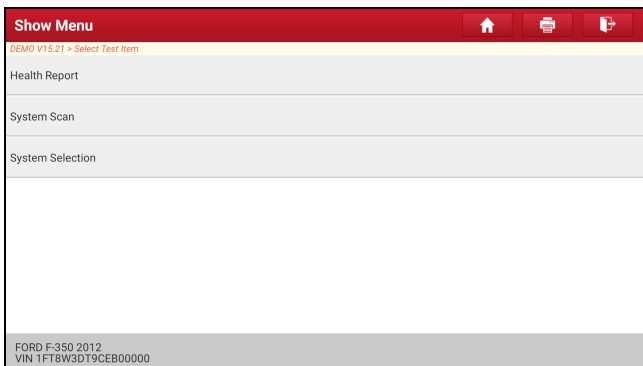 Show Menu
DEMO V15.21 > Select Test Item
Health Report
System Scan
System Selection
FORD F-350 2012
VIN 1FT8W3DT9CEB00000